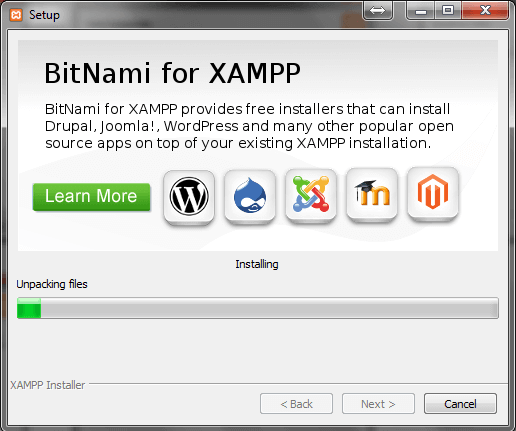 Setup
BitNami for XAMPP
BitNami for XAMPP provides free installers that can install
Drupal, Joomla!, WordPress and many other popular open
source apps on top of your existing XAMPP installation.
Learn More
Installing
Unpacking files
XAMPP Installer
< Back
Next >
Cancel